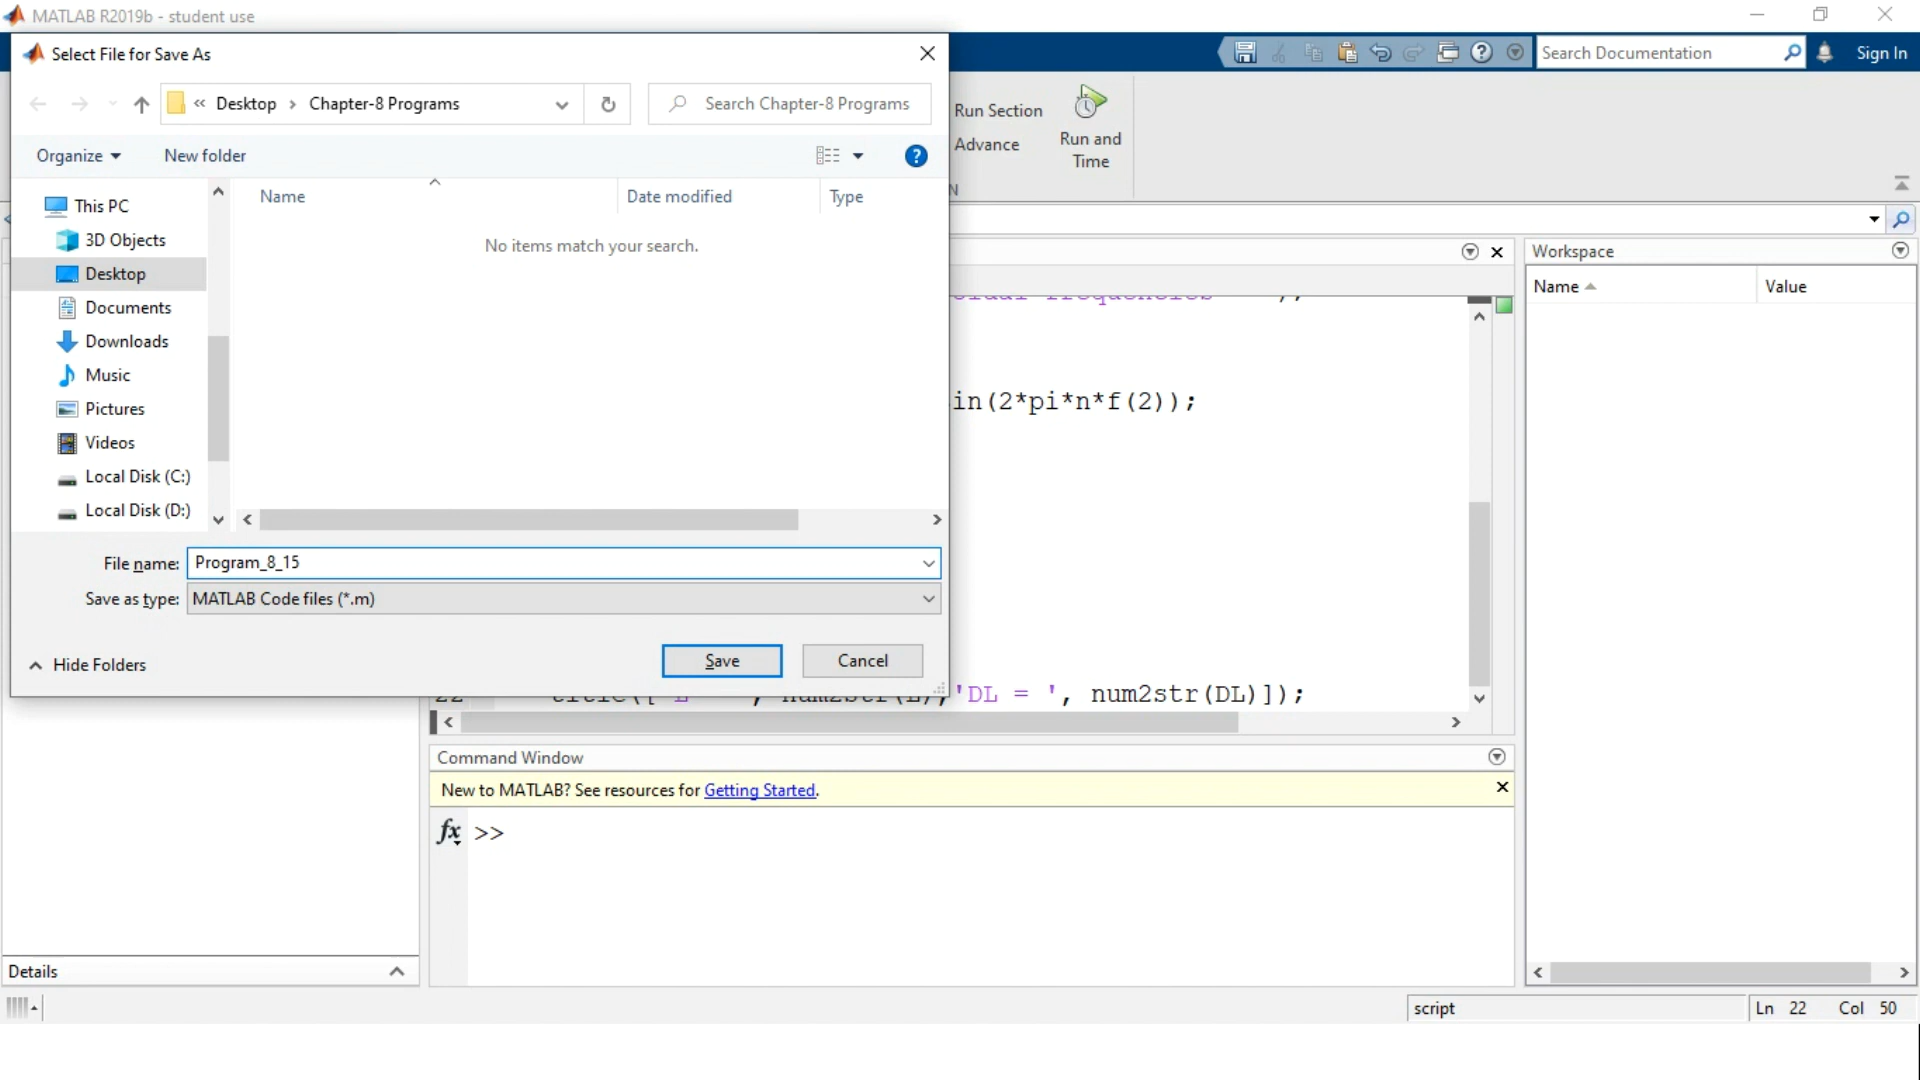 MATLAB R2019b - student use
Select File for Save As
« Desktop > Chapter-8 Programs
Search Chapter-8 Programs
Organize
New folder
This PC
3D Objects
Desktop
Documents
Downloads
Music
Pictures
Videos
Local Disk (C:)
Local Disk (D:)
Name
Date modified
Type
No items match your search.
File name: Program_8_15
Save as type: MATLAB Code files (*.m)
Hide Folders
Save
Cancel
Search Documentation
Sign In
Run Section
Advance
Run and
Time
N
in(2*pi*n*f(2));
'DL = ', num2str(DL)]);
Workspace
Name
Value
Command Window
New to MATLAB? See resources for Getting Started.
fx >>
Details
script
Ln 22 Col 50